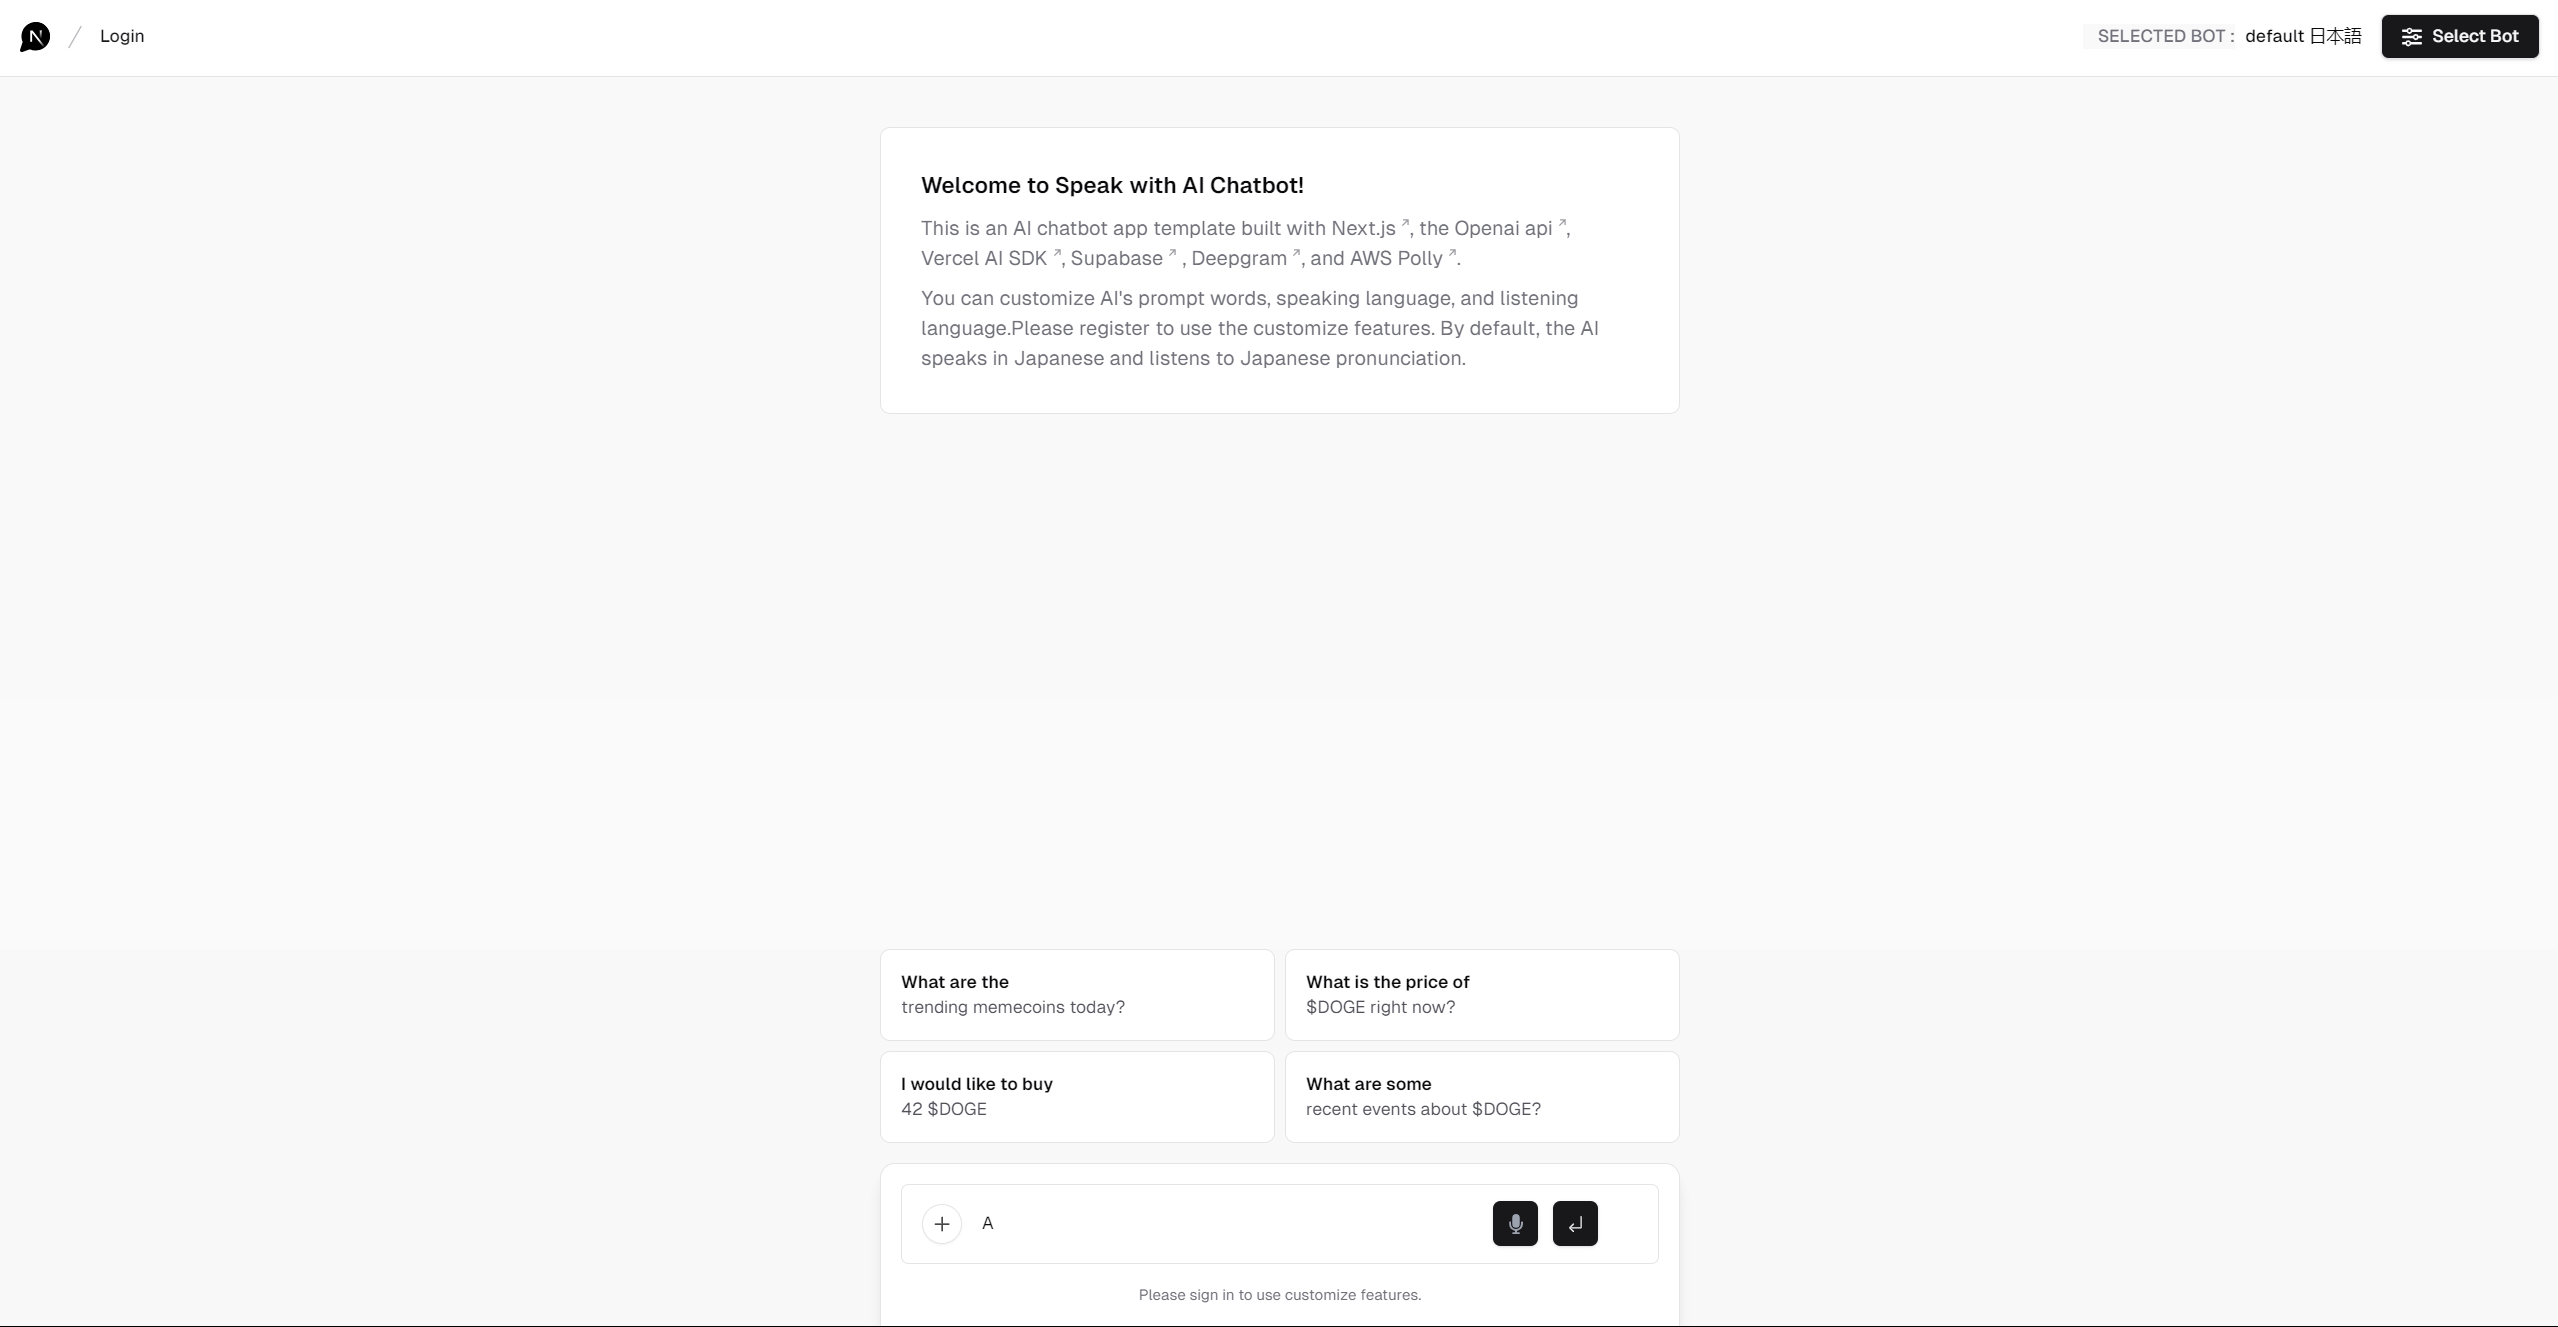 Login
SELECTED BOT : default 日本語
Select Bot
Welcome to Speak with AI Chatbot!
This is an AI chatbot app template built with Next.js ↗, the Openai api ↗,
Vercel AI SDK ↗, Supabase ↗ , Deepgram ↗, and AWS Polly ↗.
You can customize AI's prompt words, speaking language, and listening
language.Please register to use the customize features. By default, the AI
speaks in Japanese and listens to Japanese pronunciation.
What are the
trending memecoins today?
What is the price of
$DOGE right now?
I would like to buy
42 $DOGE
What are some
recent events about $DOGE?
A
Please sign in to use customize features.